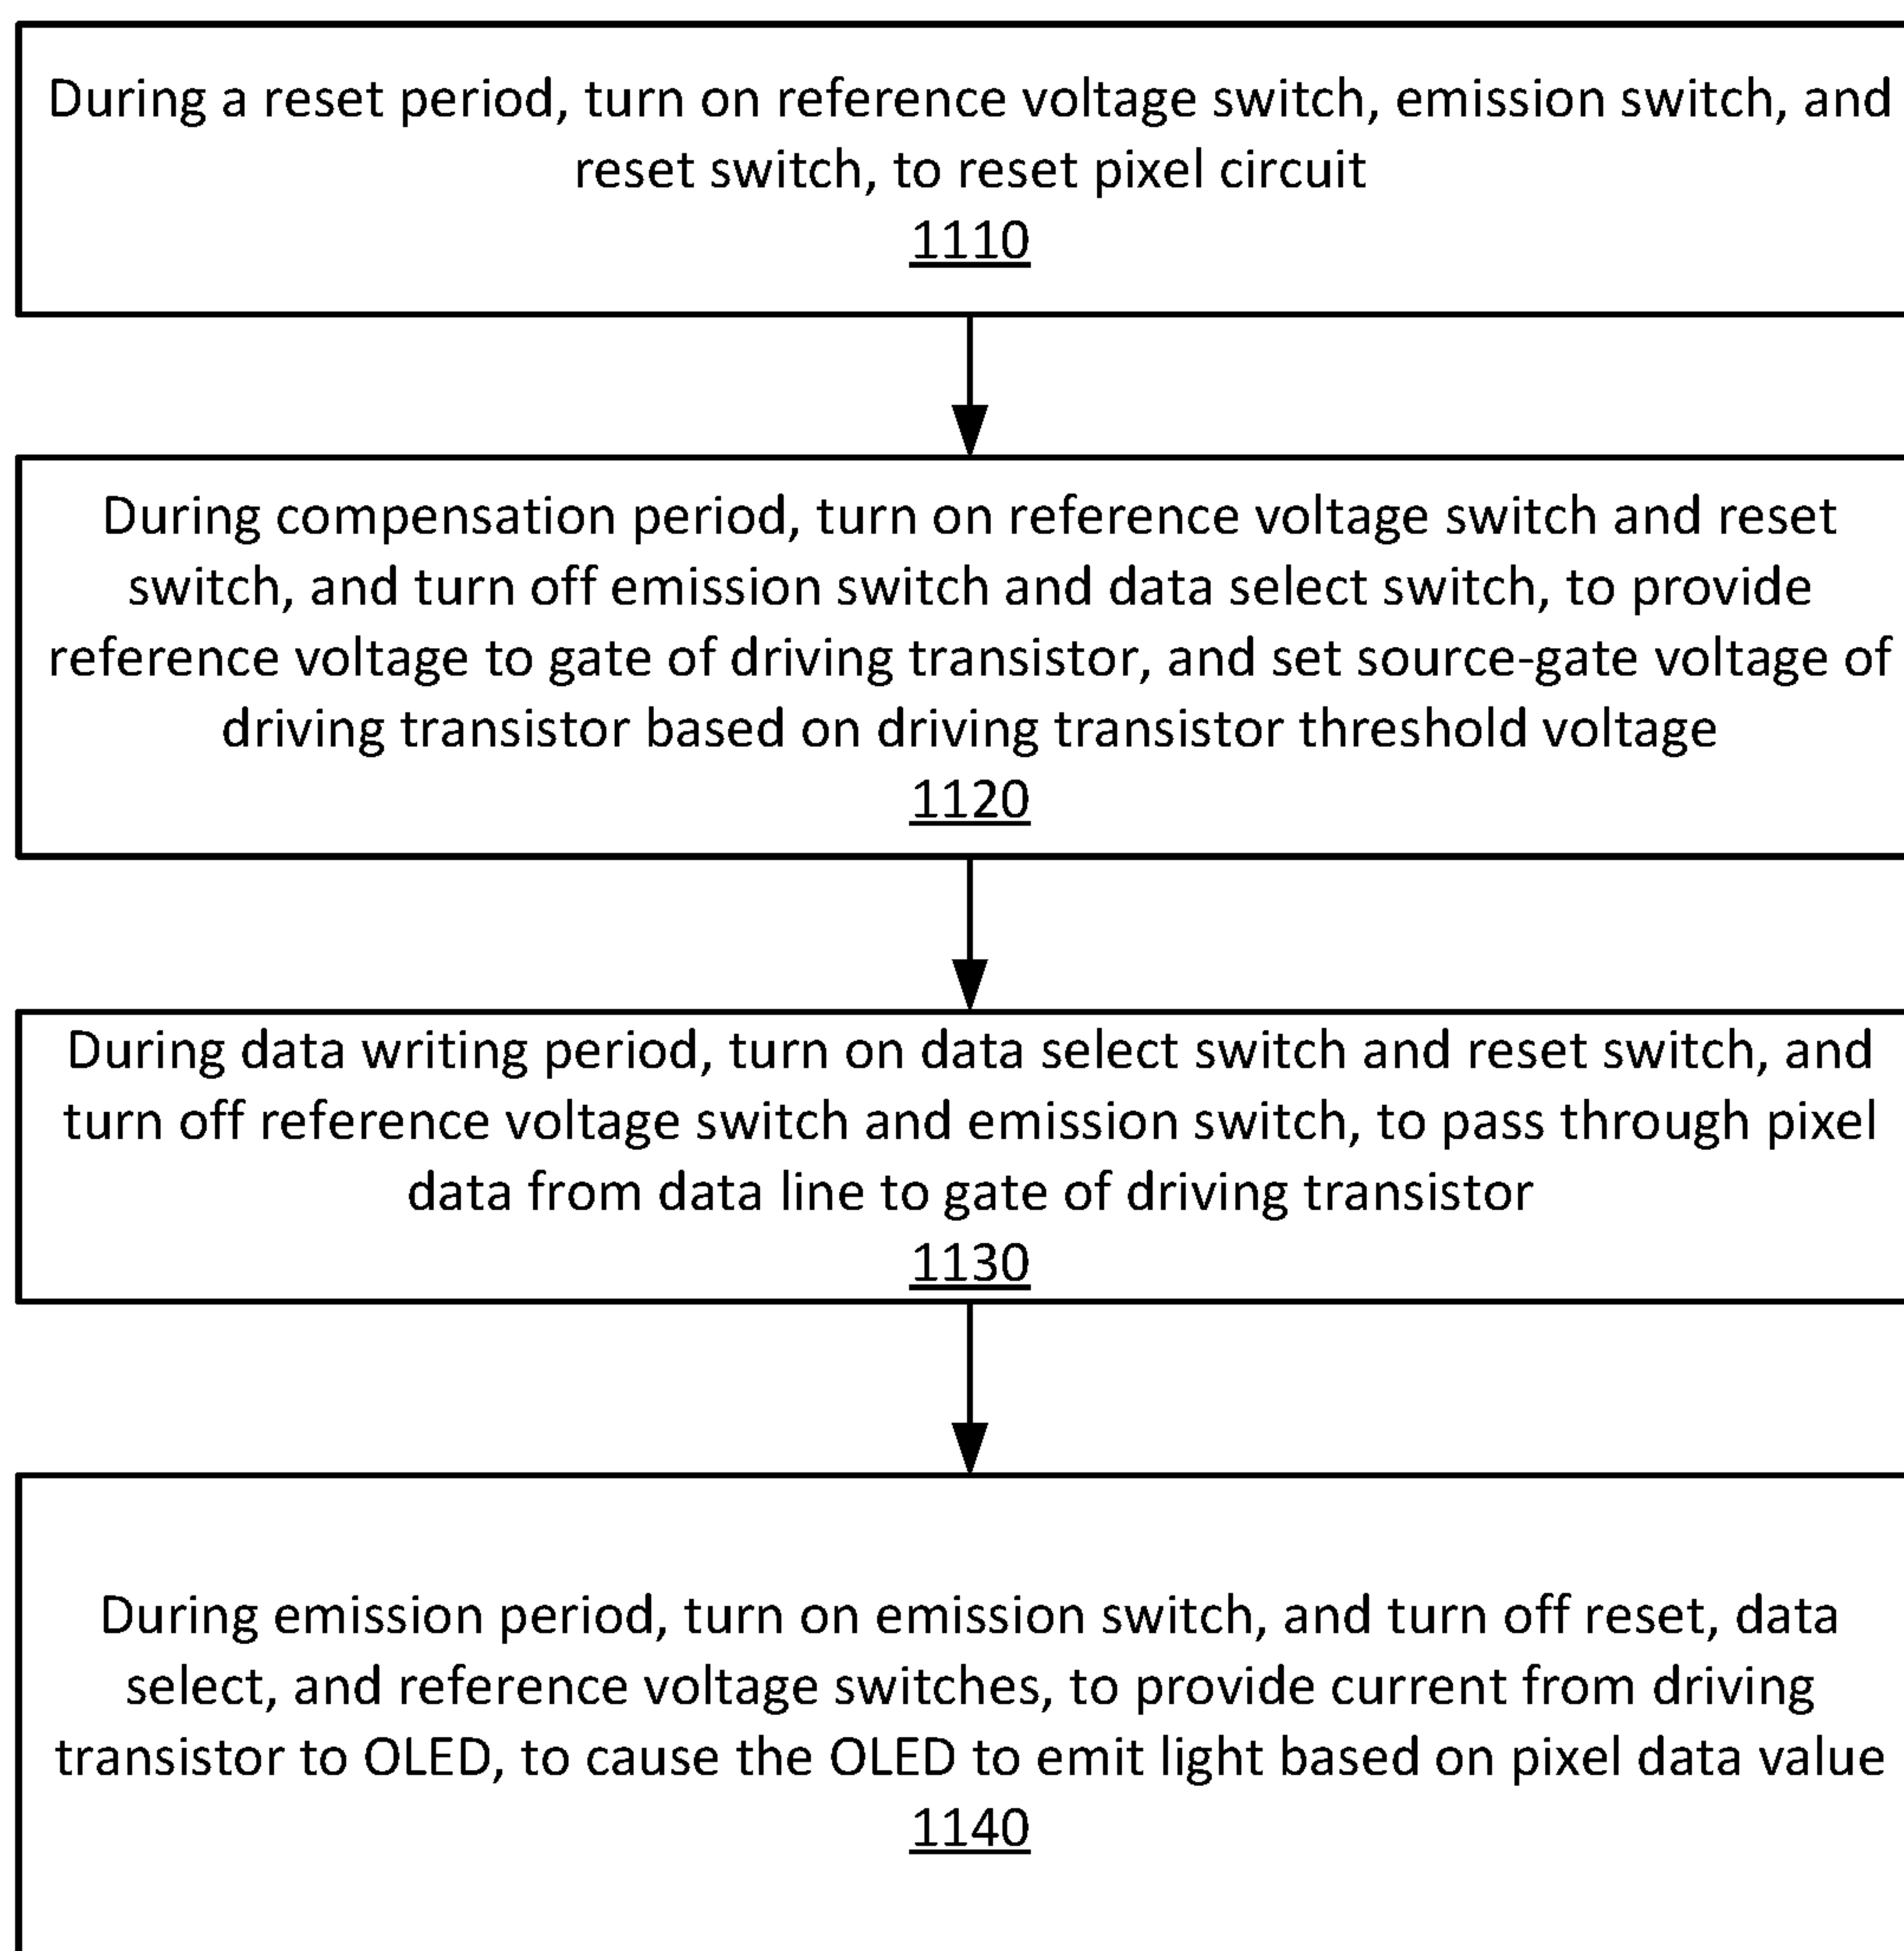 During a reset period, turn on reference voltage switch, emission switch, and
reset switch, to reset pixel circuit
1110
During compensation period, turn on reference voltage switch and reset
switch, and turn off emission switch and data select switch, to provide
reference voltage to gate of driving transistor, and set source-gate voltage of
driving transistor based on driving transistor threshold voltage
1120
During data writing period, turn on data select switch and reset switch, and
turn off reference voltage switch and emission switch, to pass through pixel
data from data line to gate of driving transistor
1130
During emission period, turn on emission switch, and turn off reset, data
select, and reference voltage switches, to provide current from driving
transistor to OLED, to cause the OLED to emit light based on pixel data value
1140